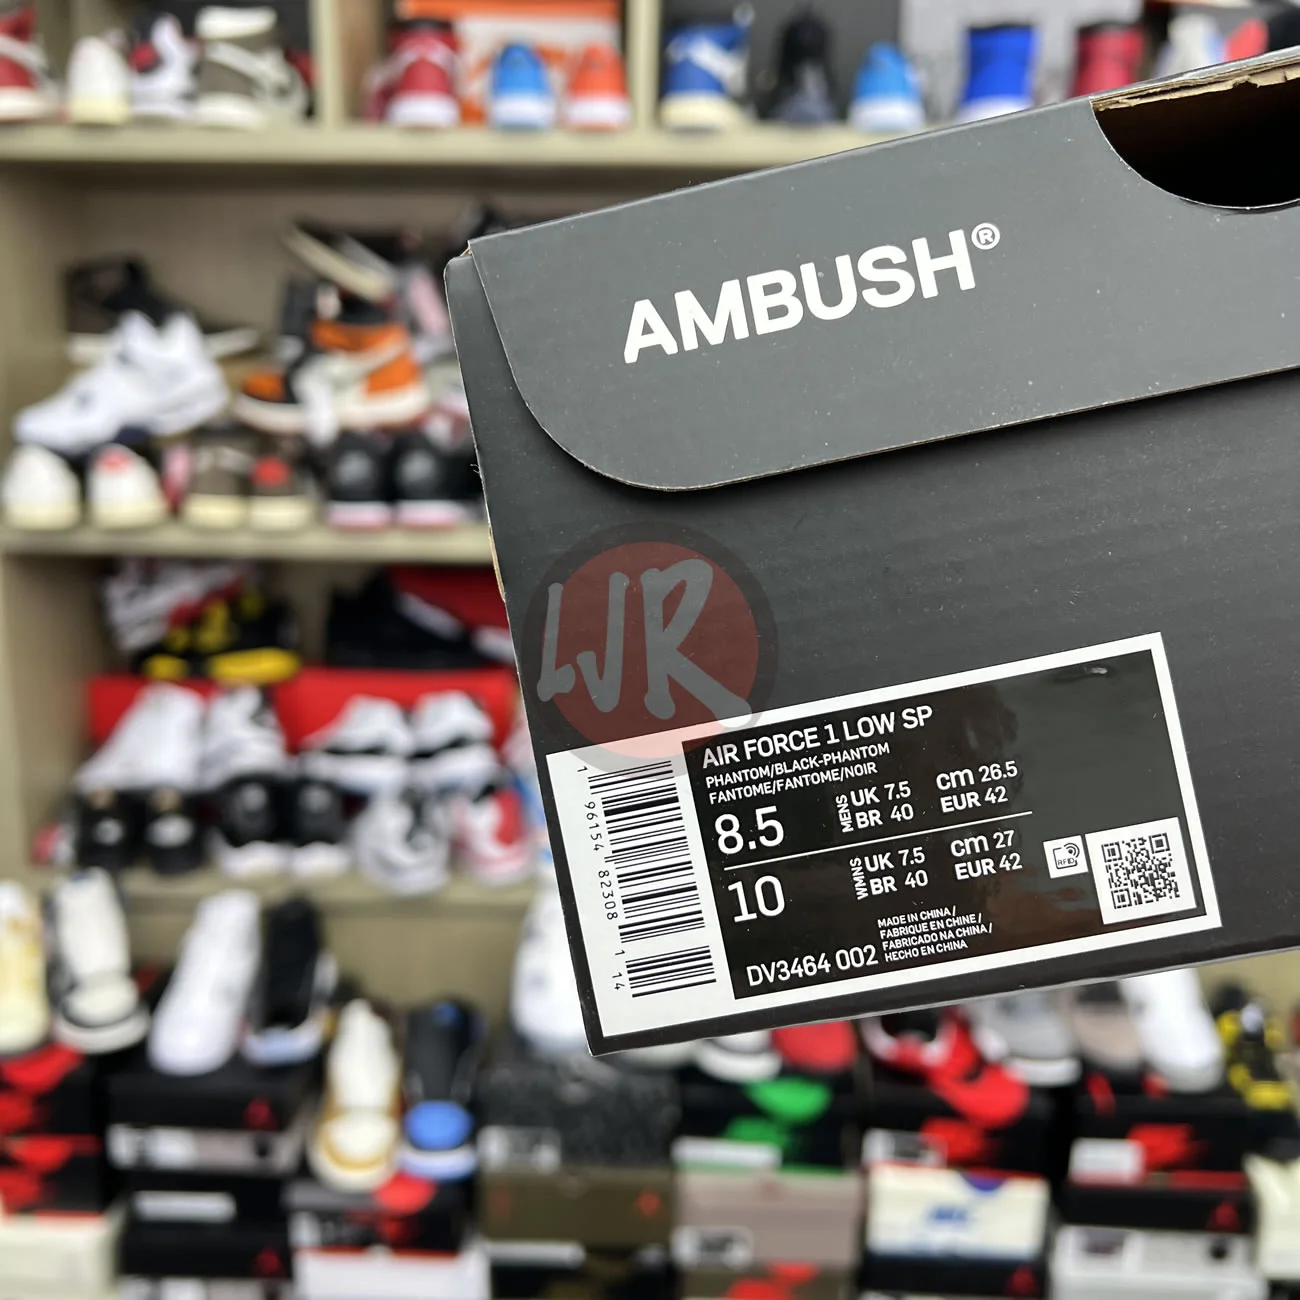 AMBUSH®
LJR
AIR FORCE 1 LOW SP
PHANTOM/BLACK-PHANTOM
FANTOME/FANTOME/NOIR
8.5
MENS
UK 7.5
BR 40
cm 26.5
EUR 42
10
WMNS
UK 7.5
BR 40
cm 27
EUR 42
RFID
MADE IN CHINA /
FABRIQUE EN CHINE /
FABRICADO NA CHINA /
HECHO EN CHINA
DV3464 002
1 96154 82308 1 14